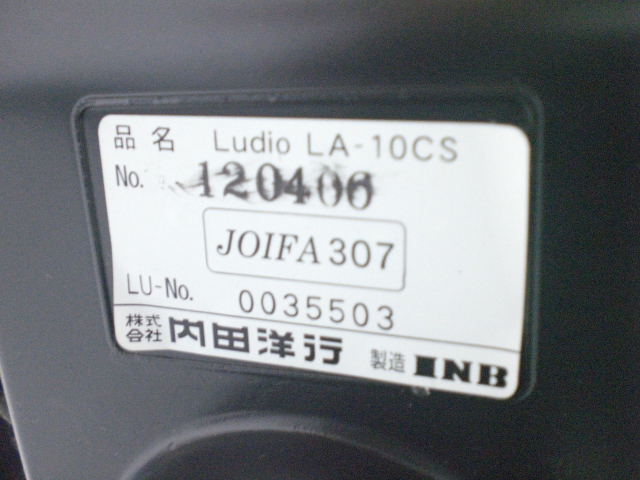 品名 Ludio LA-10CS
No. 120406
JOIFA 307
LU-No. 0035503
株式会社 内田洋行 製造 INB